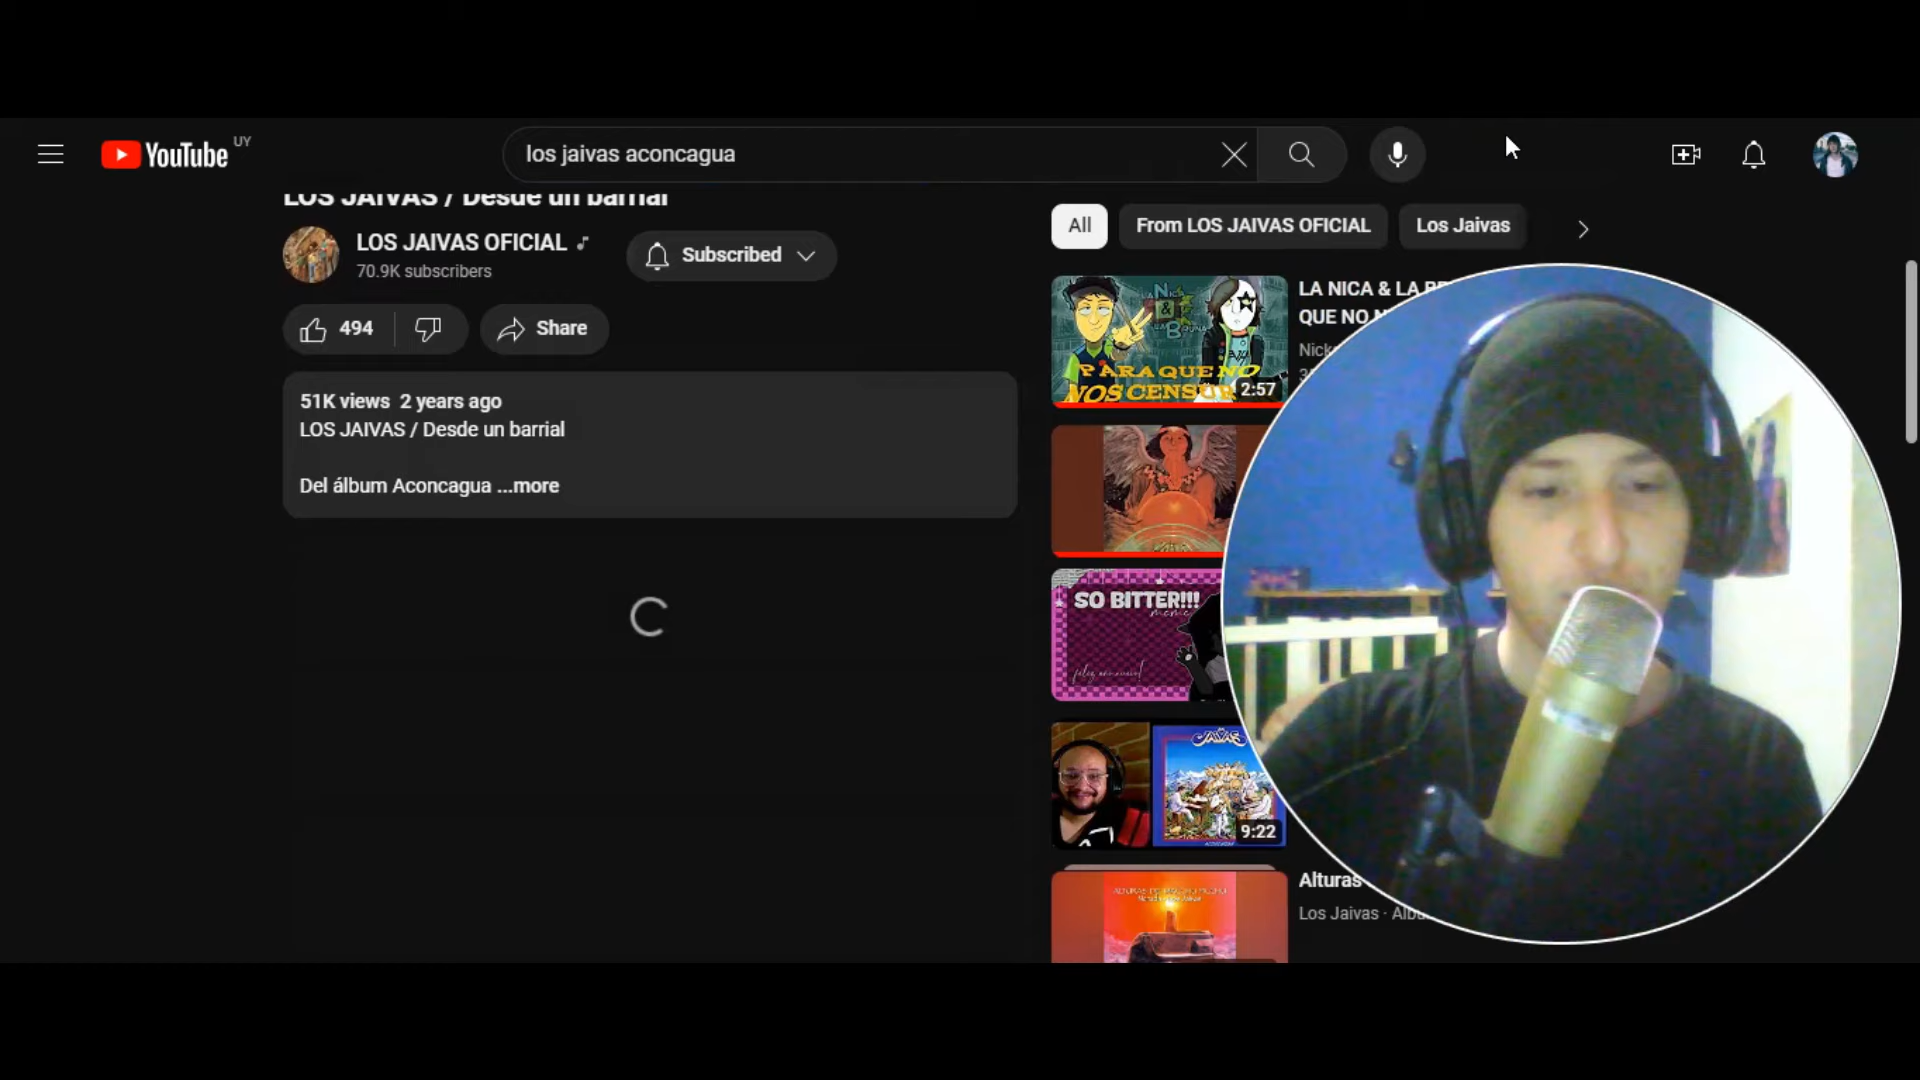 YouTube UY
los jaivas aconcagua
LOS JAIVAS / Desde un barrial
LOS JAIVAS OFICIAL
70.9K subscribers
Subscribed
494
Share
51K views 2 years ago
LOS JAIVAS / Desde un barrial
Del álbum Aconcagua ...more
All
From LOS JAIVAS OFICIAL
Los Jaivas
LA NICA & LA
QUE NO
PARA QUE NO
NOS
2:57
SO BITTER!!!
meme
JAIVAS
9:22
Alturas
Los Jaivas ·